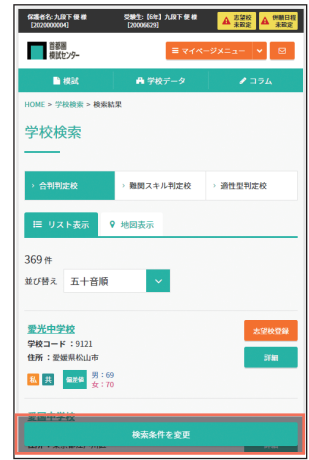 保護者名: 九段下 優 様
[2020000004]
受験生: [6年] 九段下 便 様
[20006629]
志望校
未設定
併願日程
未設定
首都圏
模試センター
マイページメニュー
模試
学校データ
コラム
HOME > 学校検索 > 検索結果
学校検索
合判判定校
難関スキル判定校
適性型判定校
リスト表示
地図表示
369 件
並び替え 五十音順
愛光中学校
志望校登録
学校コード：9121
住所：愛媛県松山市
詳細
私 共 偏差値 男：69
女：70
検索条件を変更